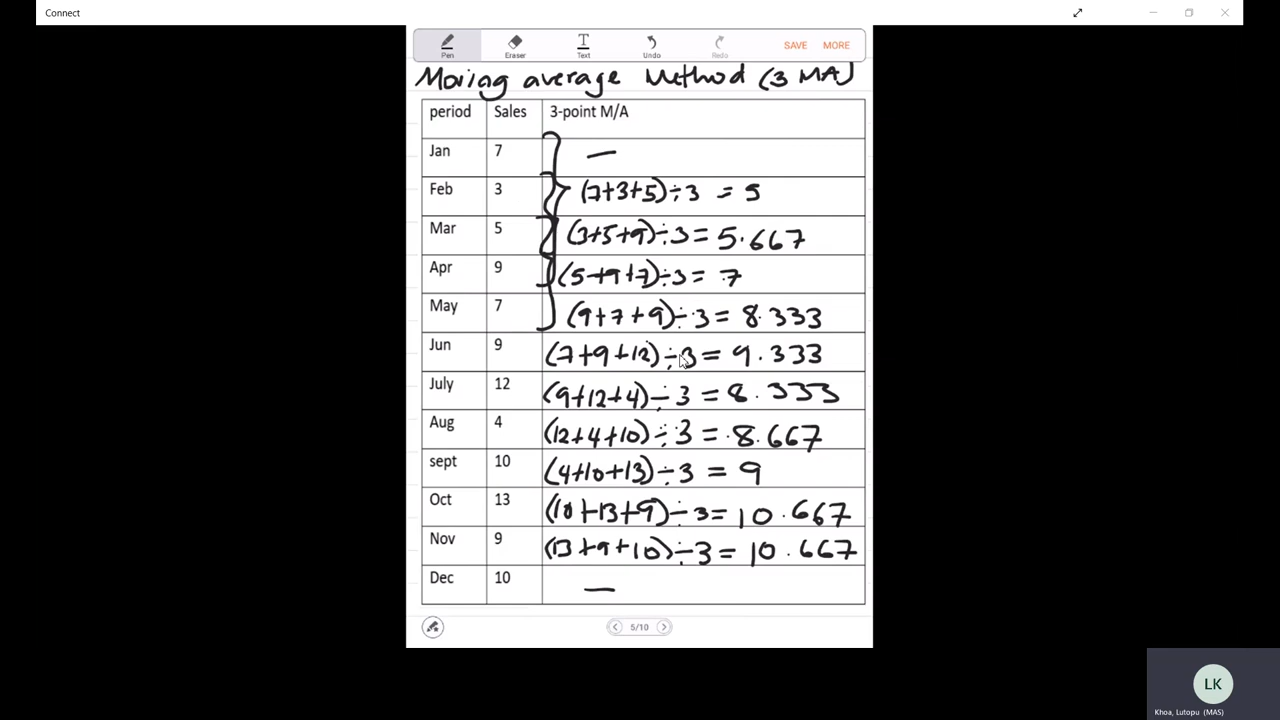 Connect
Pen Eraser Text Undo Redo SAVE MORE
Moving average Method (3 MA)
period Sales 3-point M/A
Jan 7 —
Feb 3 (7+3+5)÷3 = 5
Mar 5 (3+5+9)÷3 = 5.667
Apr 9 (5+9+7)÷3 = 7
May 7 (9+7+9)÷3 = 8.333
Jun 9 (7+9+12)÷3 = 9.333
July 12 (9+12+4)÷3 = 8.333
Aug 4 (12+4+10)÷3 = 8.667
sept 10 (4+10+13)÷3 = 9
Oct 13 (10+13+9)÷3 = 10.667
Nov 9 (13+9+10)÷3 = 10.667
Dec 10 —
5/10
LK
Khoa, Lutopu (MAS)